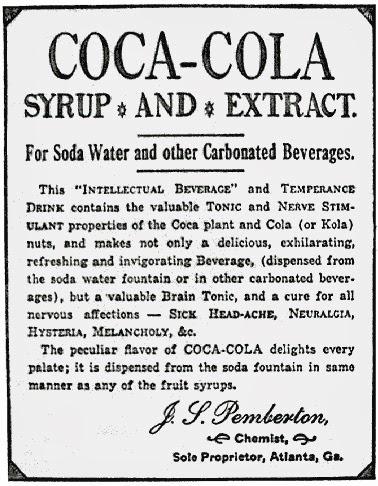 COCA-COLA
SYRUP * AND * EXTRACT.
For Soda Water and other Carbonated Beverages.
This "INTELLECTUAL BEVERAGE" and TEMPERANCE
DRINK contains the valuable TONIC and NERVE STIM-
ULANT properties of the Coca plant and Cola (or Kola)
nuts, and makes not only a delicious, exhilarating,
refreshing and invigorating Beverage, (dispensed from
the soda water fountain or in other carbonated bever-
ages), but a valuable Brain Tonic, and a cure for all
nervous affections — SICK HEAD-ACHE, NEURALGIA,
HYSTERIA, MELANCHOLY, &c.
The peculiar flavor of COCA-COLA delights every
palate; it is dispensed from the soda fountain in same
manner as any of the fruit syrups.
J. S. Pemberton,
Chemist,
Sole Proprietor, Atlanta, Ga.